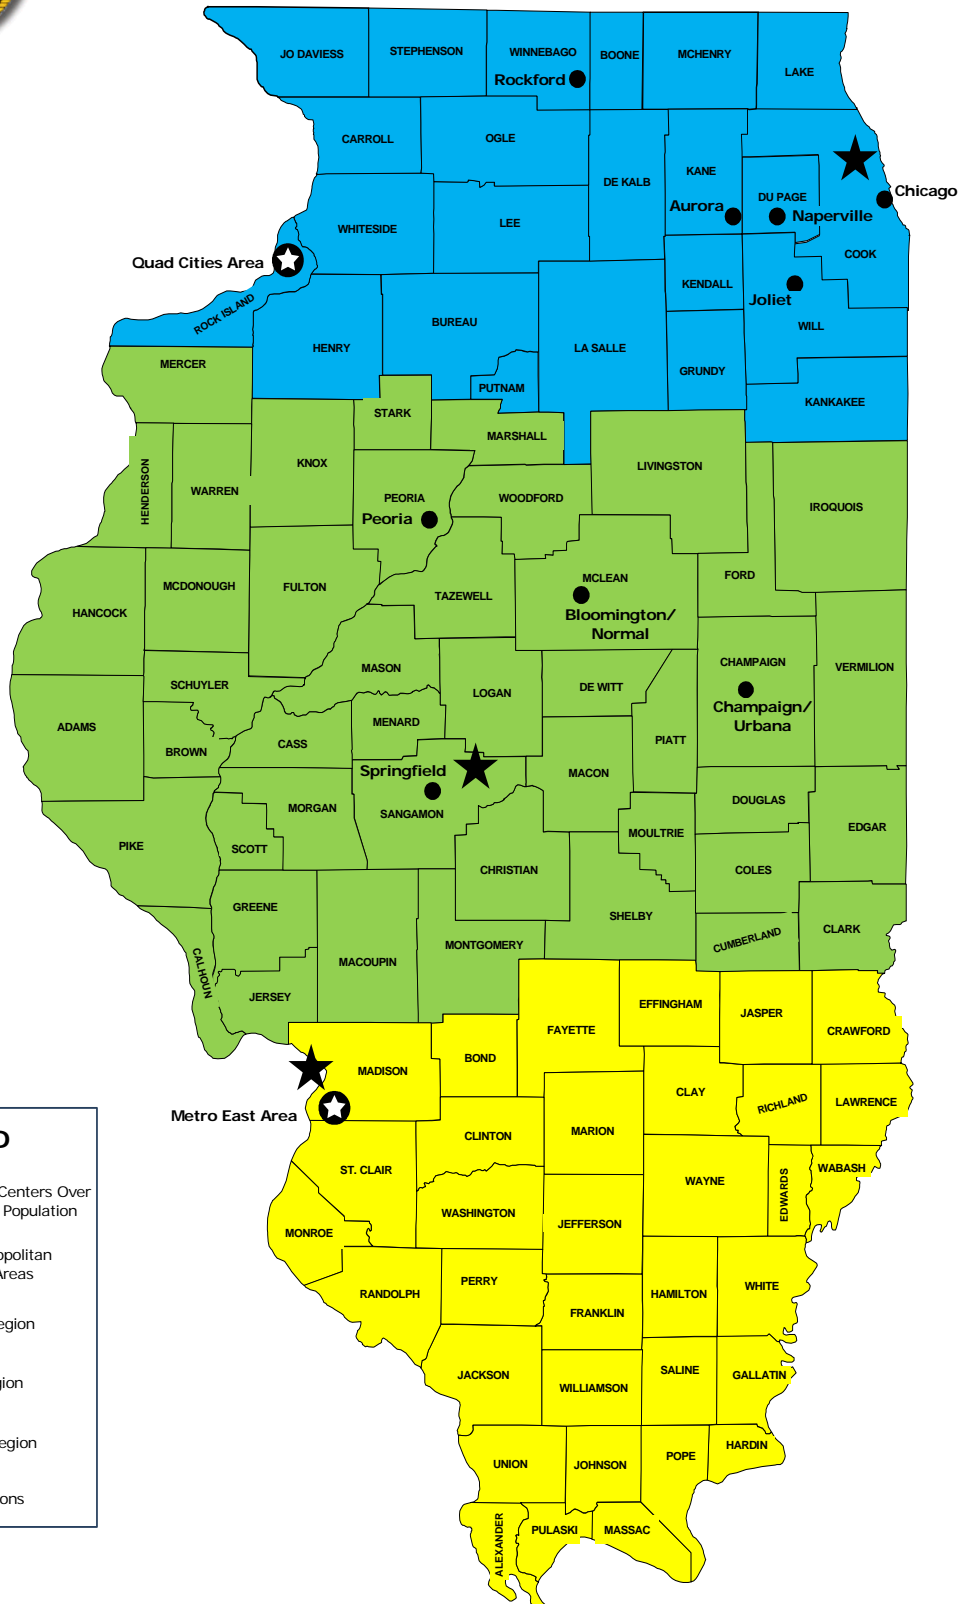 JO DAVIESS
STEPHENSON
WINNEBAGO
BOONE
MCHENRY
LAKE
Rockford
CARROLL
OGLE
DE KALB
KANE
DU PAGE
Chicago
Aurora
Naperville
WHITESIDE
LEE
COOK
Quad Cities Area
KENDALL
Joliet
ROCK ISLAND
BUREAU
WILL
HENRY
LA SALLE
GRUNDY
MERCER
PUTNAM
KANKAKEE
STARK
MARSHALL
KNOX
LIVINGSTON
HENDERSON
WARREN
PEORIA
WOODFORD
IROQUOIS
Peoria
MCDONOUGH
FULTON
TAZEWELL
MCLEAN
FORD
HANCOCK
Bloomington/
Normal
MASON
CHAMPAIGN
VERMILION
SCHUYLER
LOGAN
DE WITT
Champaign/
Urbana
ADAMS
MENARD
BROWN
CASS
PIATT
Springfield
MACON
MORGAN
SANGAMON
DOUGLAS
PIKE
SCOTT
MOULTRIE
EDGAR
CHRISTIAN
COLES
GREENE
SHELBY
CUMBERLAND
CLARK
CALHOUN
MACOUPIN
MONTGOMERY
JERSEY
EFFINGHAM
JASPER
FAYETTE
CRAWFORD
MADISON
BOND
CLAY
RICHLAND
LAWRENCE
Metro East Area
CLINTON
MARION
ST. CLAIR
WAYNE
EDWARDS
WABASH
MONROE
WASHINGTON
JEFFERSON
RANDOLPH
PERRY
HAMILTON
WHITE
FRANKLIN
JACKSON
WILLIAMSON
SALINE
GALLATIN
UNION
JOHNSON
POPE
HARDIN
ALEXANDER
PULASKI
MASSAC
Centers Over
Population
opolitan
Areas
egion
gion
egion
ons